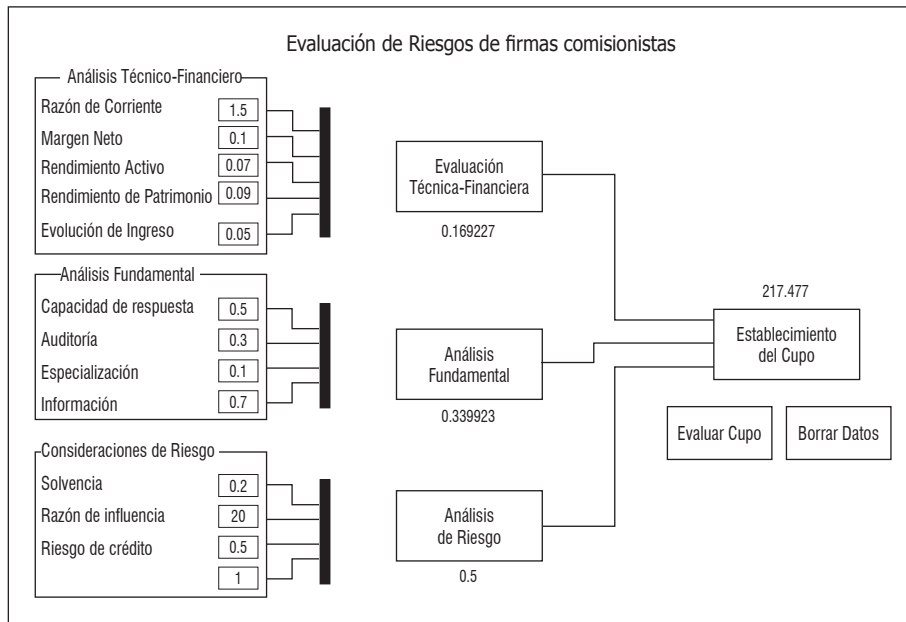 Evaluación de Riesgos de firmas comisionistas
Análisis Técnico-Financiero
Razón de Corriente 1.5
Margen Neto 0.1
Rendimiento Activo 0.07
Rendimiento de Patrimonio 0.09
Evolución de Ingreso 0.05
Evaluación
Técnica-Financiera
0.169227
Análisis Fundamental
Capacidad de respuesta 0.5
Auditoría 0.3
Especialización 0.1
Información 0.7
Análisis
Fundamental
0.339923
Consideraciones de Riesgo
Solvencia 0.2
Razón de influencia 20
Riesgo de crédito 0.5
1
Análisis
de Riesgo
0.5
217.477
Establecimiento
del Cupo
Evaluar Cupo
Borrar Datos